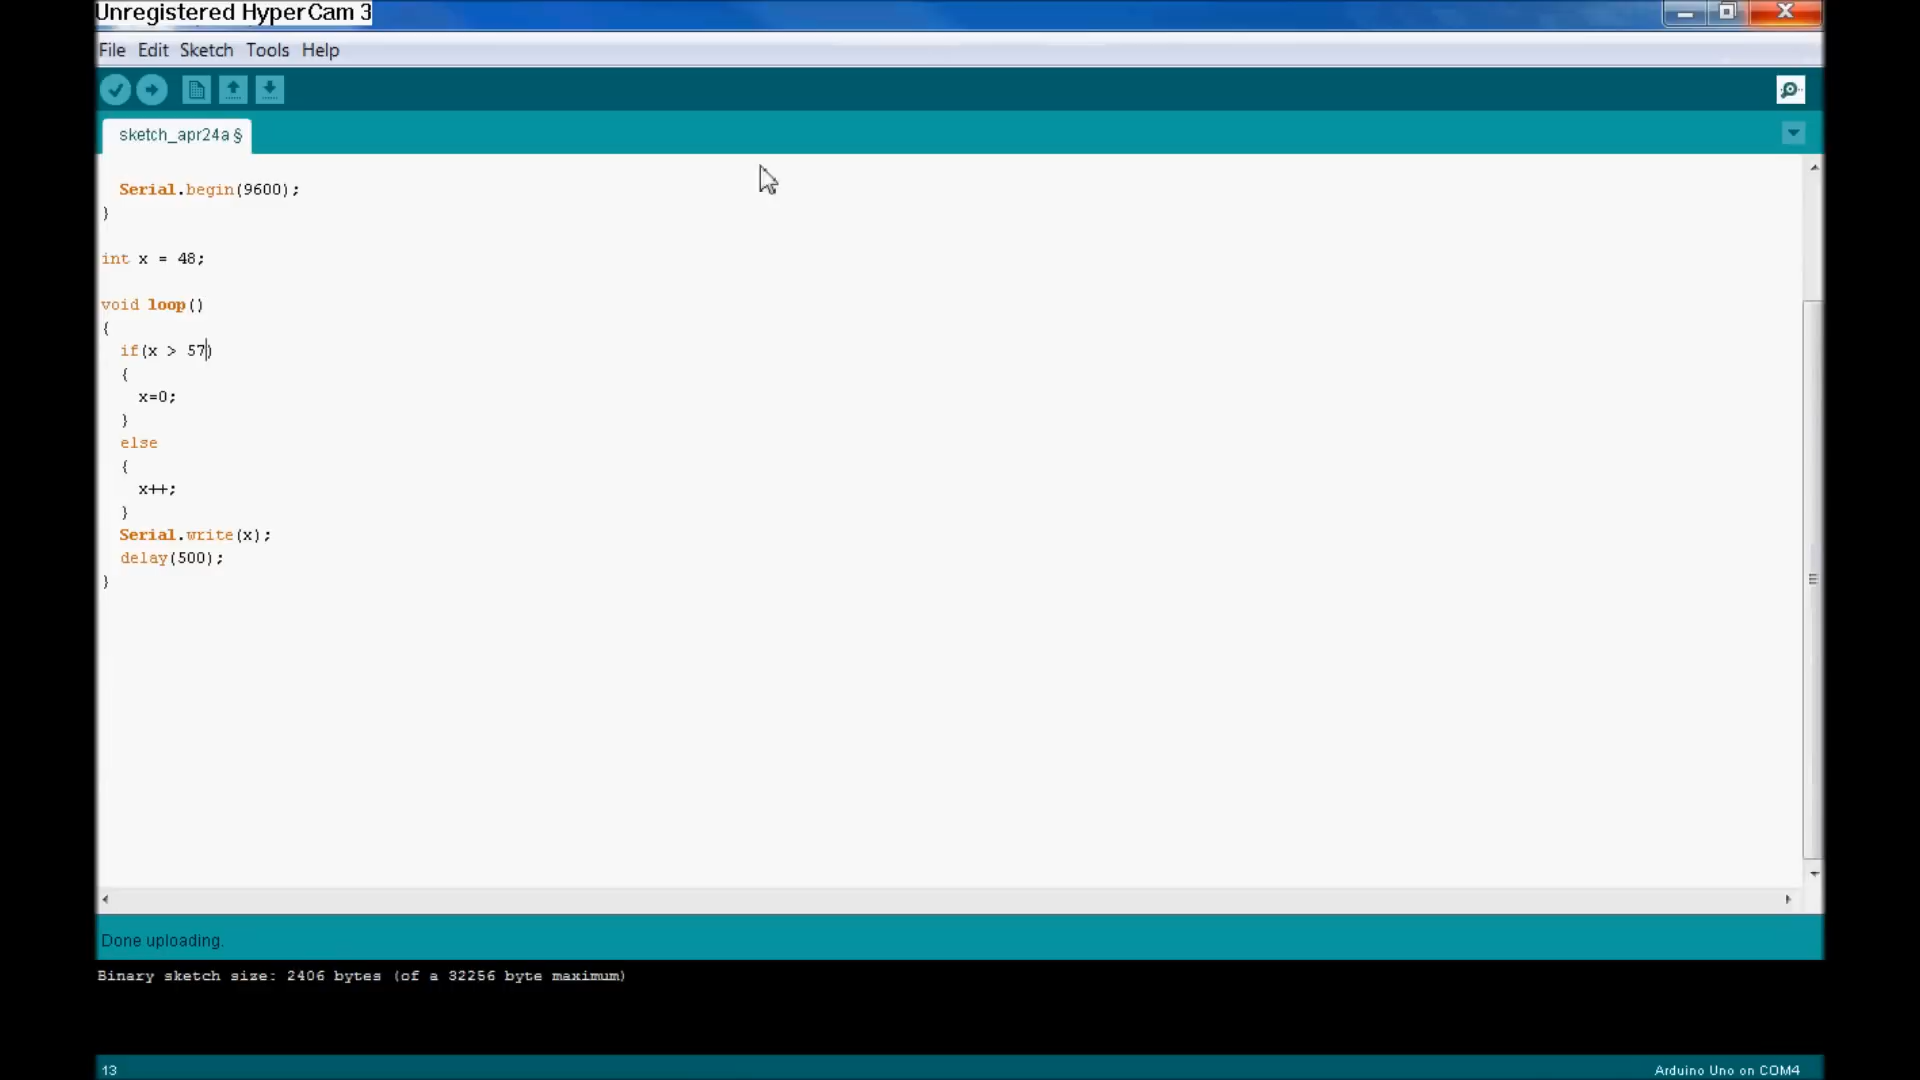 Unregistered HyperCam 3
File Edit Sketch Tools Help
sketch_apr24a §
Serial.begin(9600);
}
int x = 48;
void loop()
{
if(x > 57)
{
x=0;
}
else
{
x++;
}
Serial.write(x);
delay(500);
}
Done uploading.
Binary sketch size: 2406 bytes (of a 32256 byte maximum)
13 Arduino Uno on COM4